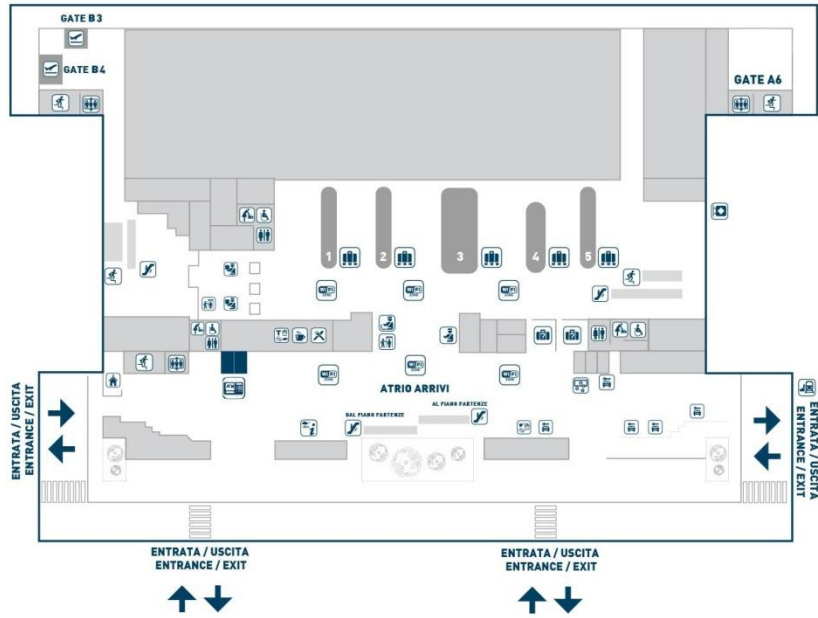 GATE B3
GATE B4
GATE A6
1
2
3
4
5
ATRIO ARRIVI
DAL PIANO PARTENZE
AL PIANO PARTENZE
ENTRATA / USCITA
ENTRANCE / EXIT
ENTRATA / USCITA
ENTRANCE / EXIT
ENTRATA / USCITA
ENTRANCE / EXIT
ENTRATA / USCITA
ENTRANCE / EXIT